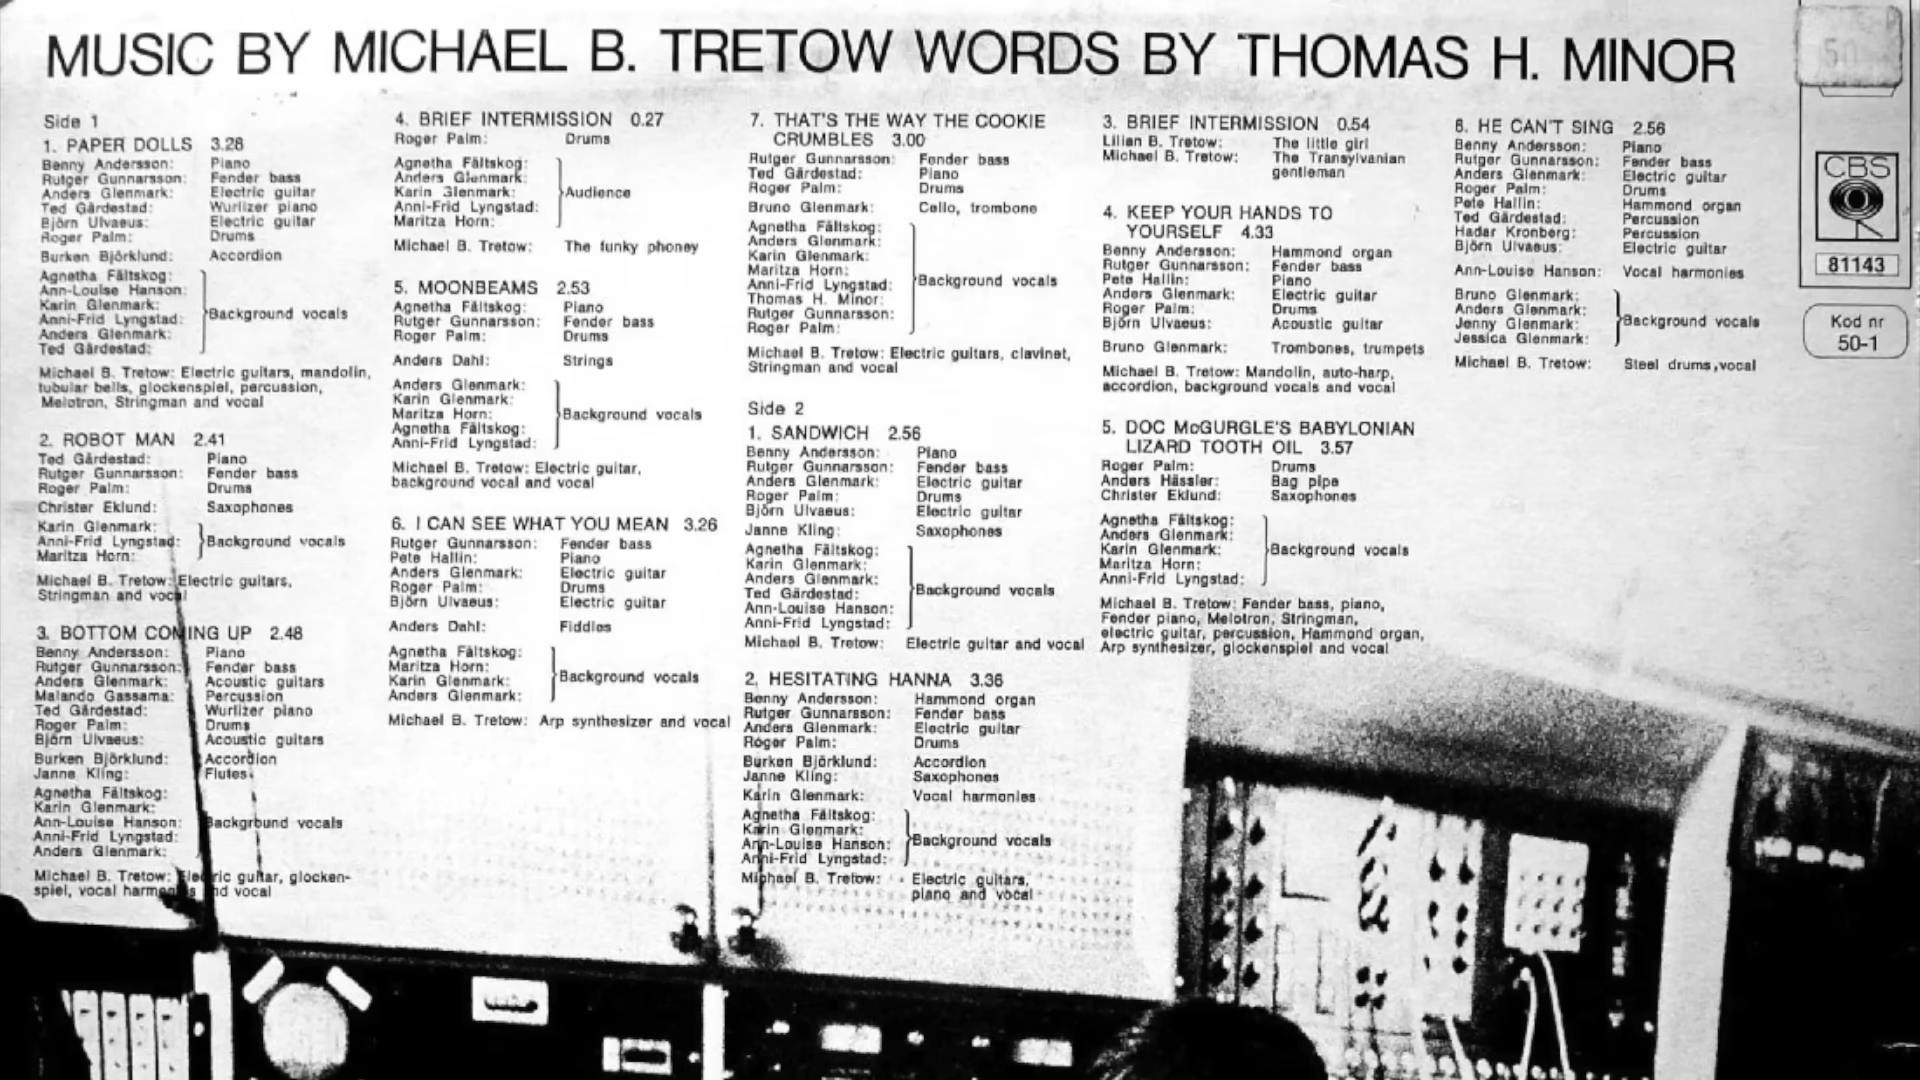 MUSIC BY MICHAEL B. TRETOW WORDS BY THOMAS H. MINOR
Side 1
1. PAPER DOLLS 3.28
Benny Andersson: Piano
Rutger Gunnarsson: Fender bass
Anders Glenmark: Electric guitar
Ted Gärdestad: Wurlizer piano
Björn Ulvaeus: Electric guitar
Roger Palm: Drums
Burken Björklund: Accordion
Agnetha Fältskog:
Ann-Louise Hanson:
Karin Glenmark:
Anni-Frid Lyngstad: Background vocals
Anders Glenmark:
Ted Gärdestad:
Michael B. Tretow: Electric guitars, mandolin,
tubular bells, glockenspiel, percussion,
Melotron, Stringman and vocal
2. ROBOT MAN 2.41
Ted Gärdestad: Piano
Rutger Gunnarsson: Fender bass
Roger Palm: Drums
Christer Eklund: Saxophones
Karin Glenmark:
Anni-Frid Lyngstad: Background vocals
Maritza Horn:
Michael B. Tretow: Electric guitars,
Stringman and vocal
3. BOTTOM COMING UP 2.48
Benny Andersson: Piano
Rutger Gunnarsson: Fender bass
Anders Glenmark: Acoustic guitars
Malando Gassama: Percussion
Ted Gärdestad: Wurlizer piano
Roger Palm: Drums
Björn Ulvaeus: Acoustic guitars
Burken Björklund: Accordion
Janne Kling: Flutes
Agnetha Fältskog:
Karin Glenmark:
Ann-Louise Hanson: Background vocals
Anni-Frid Lyngstad:
Anders Glenmark:
Michael B. Tretow: Electric guitar, glocken-
spiel, vocal harmonies and vocal
4. BRIEF INTERMISSION 0.27
Roger Palm: Drums
Agnetha Fältskog:
Anders Glenmark:
Karin Glenmark: Audience
Anni-Frid Lyngstad:
Maritza Horn:
Michael B. Tretow: The funky phoney
5. MOONBEAMS 2.53
Agnetha Fältskog: Piano
Rutger Gunnarsson: Fender bass
Roger Palm: Drums
Anders Dahl: Strings
Anders Glenmark:
Karin Glenmark:
Maritza Horn: Background vocals
Agnetha Fältskog:
Anni-Frid Lyngstad:
Michael B. Tretow: Electric guitar,
background vocal and vocal
6. I CAN SEE WHAT YOU MEAN 3.26
Rutger Gunnarsson: Fender bass
Pete Hallin: Piano
Anders Glenmark: Electric guitar
Roger Palm: Drums
Björn Ulvaeus: Electric guitar
Anders Dahl: Fiddles
Agnetha Fältskog:
Maritza Horn:
Karin Glenmark: Background vocals
Anders Glenmark:
Michael B. Tretow: Arp synthesizer and vocal
7. THAT'S THE WAY THE COOKIE
CRUMBLES 3.00
Rutger Gunnarsson: Fender bass
Ted Gärdestad: Piano
Roger Palm: Drums
Bruno Glenmark: Cello, trombone
Agnetha Fältskog:
Anders Glenmark:
Karin Glenmark:
Maritza Horn:
Anni-Frid Lyngstad: Background vocals
Thomas H. Minor:
Rutger Gunnarsson:
Roger Palm:
Michael B. Tretow: Electric guitars, clavinet,
Stringman and vocal
Side 2
1. SANDWICH 2.56
Benny Andersson: Piano
Rutger Gunnarsson: Fender bass
Anders Glenmark: Electric guitar
Roger Palm: Drums
Björn Ulvaeus: Electric guitar
Janne Kling: Saxophones
Agnetha Fältskog:
Karin Glenmark:
Anders Glenmark:
Ted Gärdestad: Background vocals
Ann-Louise Hanson:
Anni-Frid Lyngstad:
Michael B. Tretow: Electric guitar and vocal
2. HESITATING HANNA 3.36
Benny Andersson: Hammond organ
Rutger Gunnarsson: Fender bass
Anders Glenmark: Electric guitar
Roger Palm: Drums
Burken Björklund: Accordion
Janne Kling: Saxophones
Karin Glenmark: Vocal harmonies
Agnetha Fältskog:
Karin Glenmark:
Ann-Louise Hanson: Background vocals
Anni-Frid Lyngstad:
Michael B. Tretow: Electric guitars,
piano and vocal
3. BRIEF INTERMISSION 0.54
Lilian B. Tretow: The little girl
Michael B. Tretow: The Transylvanian
gentleman
4. KEEP YOUR HANDS TO
YOURSELF 4.33
Benny Andersson: Hammond organ
Rutger Gunnarsson: Fender bass
Pete Hallin: Piano
Anders Glenmark: Electric guitar
Roger Palm: Drums
Björn Ulvaeus: Acoustic guitar
Bruno Glenmark: Trombones, trumpets
Michael B. Tretow: Mandolin, auto-harp,
accordion, background vocals and vocal
5. DOC McGURGLE'S BABYLONIAN
LIZARD TOOTH OIL 3.57
Roger Palm: Drums
Anders Hässler: Bag pipe
Christer Eklund: Saxophones
Agnetha Fältskog:
Anders Glenmark:
Karin Glenmark: Background vocals
Maritza Horn:
Anni-Frid Lyngstad:
Michael B. Tretow: Fender bass, piano,
Fender piano, Melotron, Stringman,
electric guitar, percussion, Hammond organ,
Arp synthesizer, glockenspiel and vocal
6. HE CAN'T SING 2.56
Benny Andersson: Piano
Rutger Gunnarsson: Fender bass
Anders Glenmark: Electric guitar
Roger Palm: Drums
Pete Hallin: Hammond organ
Ted Gärdestad: Percussion
Hadar Kronberg: Percussion
Björn Ulvaeus: Electric guitar
Ann-Louise Hanson: Vocal harmonies
Bruno Glenmark:
Anders Glenmark:
Jenny Glenmark: Background vocals
Jessica Glenmark:
Michael B. Tretow: Steel drums, vocal
CBS
81143
Kod nr
50-1